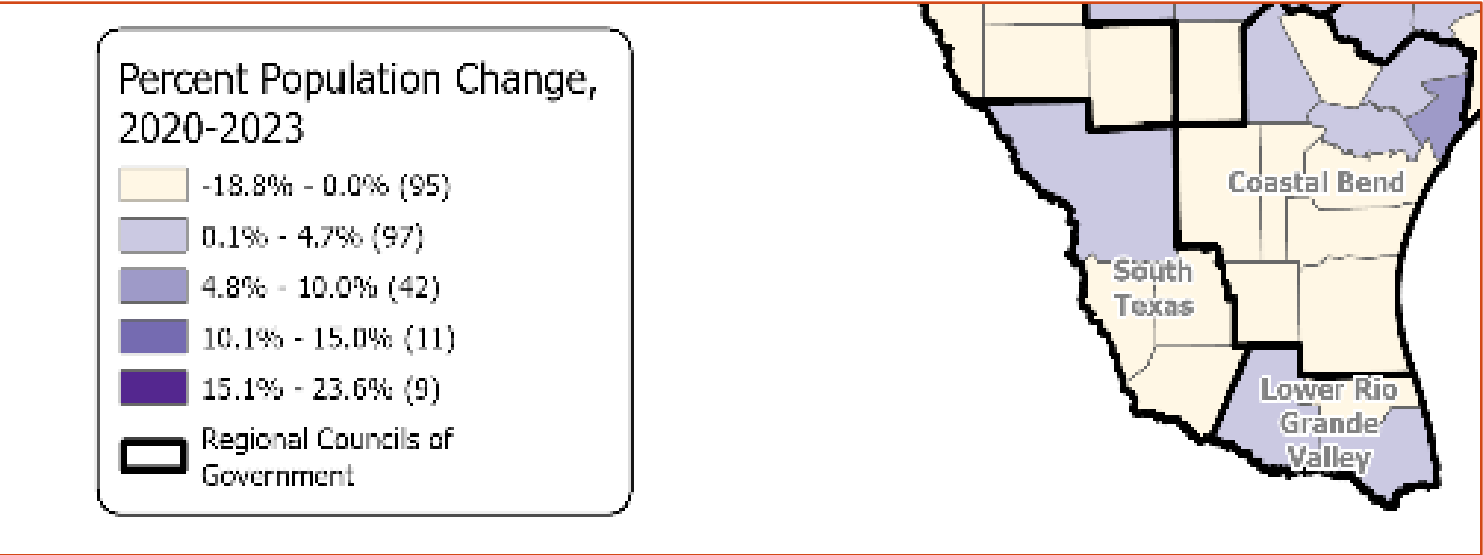 Percent Population Change,
2020-2023
-18.8% - 0.0% (95)
0.1% - 4.7% (97)
4.8% - 10.0% (42)
10.1% - 15.0% (11)
15.1% - 23.6% (9)
Regional Councils of
Government
Coastal Bend
South
Texas
Lower Rio
Grande
Valley